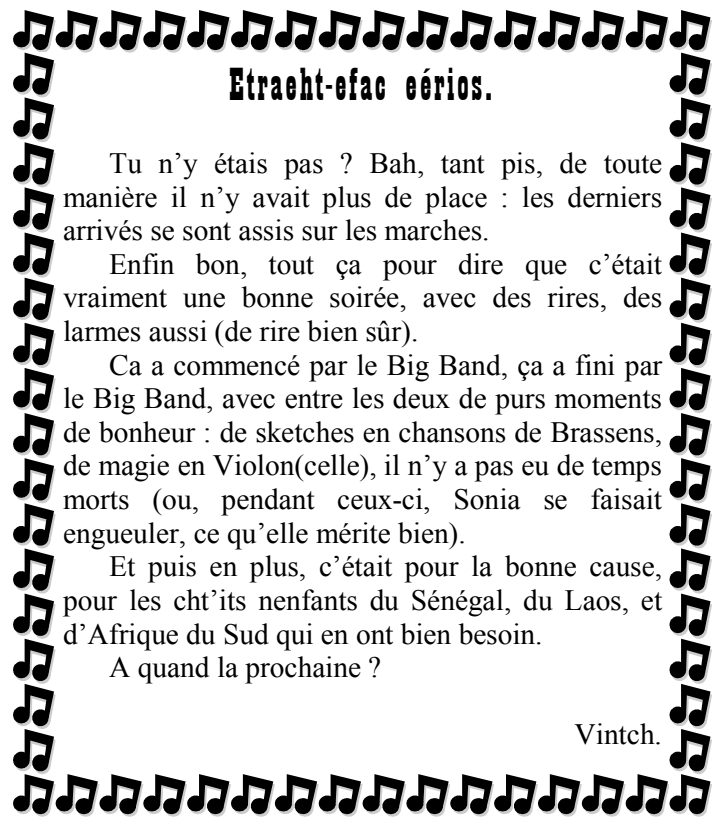 Etraeht-efac eérios.
Tu n’y étais pas ? Bah, tant pis, de toute
manière il n’y avait plus de place : les derniers
arrivés se sont assis sur les marches.
Enfin bon, tout ça pour dire que c’était
vraiment une bonne soirée, avec des rires, des
larmes aussi (de rire bien sûr).
Ca a commencé par le Big Band, ça a fini par
le Big Band, avec entre les deux de purs moments
de bonheur : de sketches en chansons de Brassens,
de magie en Violon(celle), il n’y a pas eu de temps
morts (ou, pendant ceux-ci, Sonia se faisait
engueuler, ce qu’elle mérite bien).
Et puis en plus, c’était pour la bonne cause,
pour les cht’its nenfants du Sénégal, du Laos, et
d’Afrique du Sud qui en ont bien besoin.
A quand la prochaine ?
Vintch.